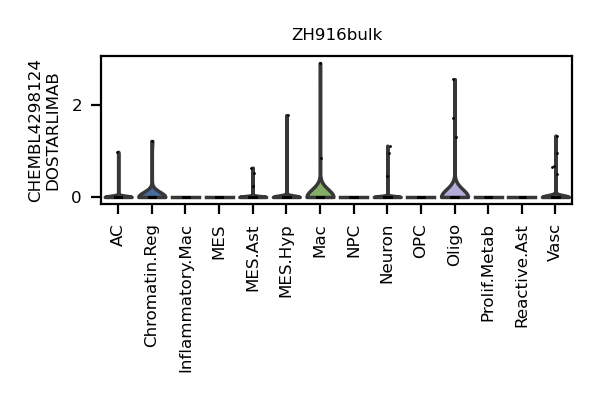 ZH916bulk
CHEMBL4298124
DOSTARLIMAB
2
0
AC
Chromatin.Reg
Inflammatory.Mac
MES
MES.Ast
MES.Hyp
Mac
NPC
Neuron
OPC
Oligo
Prolif.Metab
Reactive.Ast
Vasc